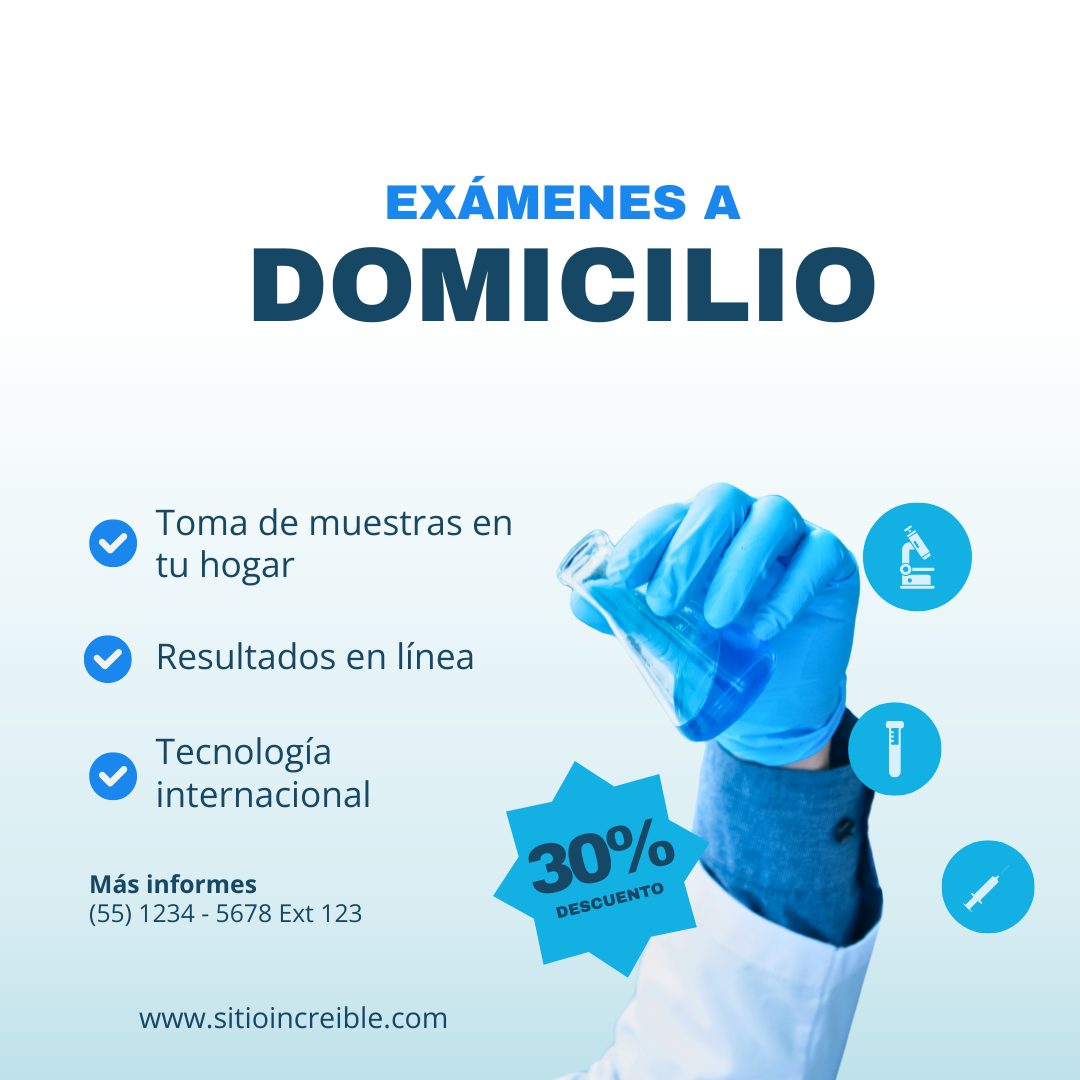 EXÁMENES A
DOMICILIO
Toma de muestras en
tu hogar
Resultados en línea
Tecnología
internacional
30%
DESCUENTO
Más informes
(55) 1234 - 5678 Ext 123
www.sitioincreible.com